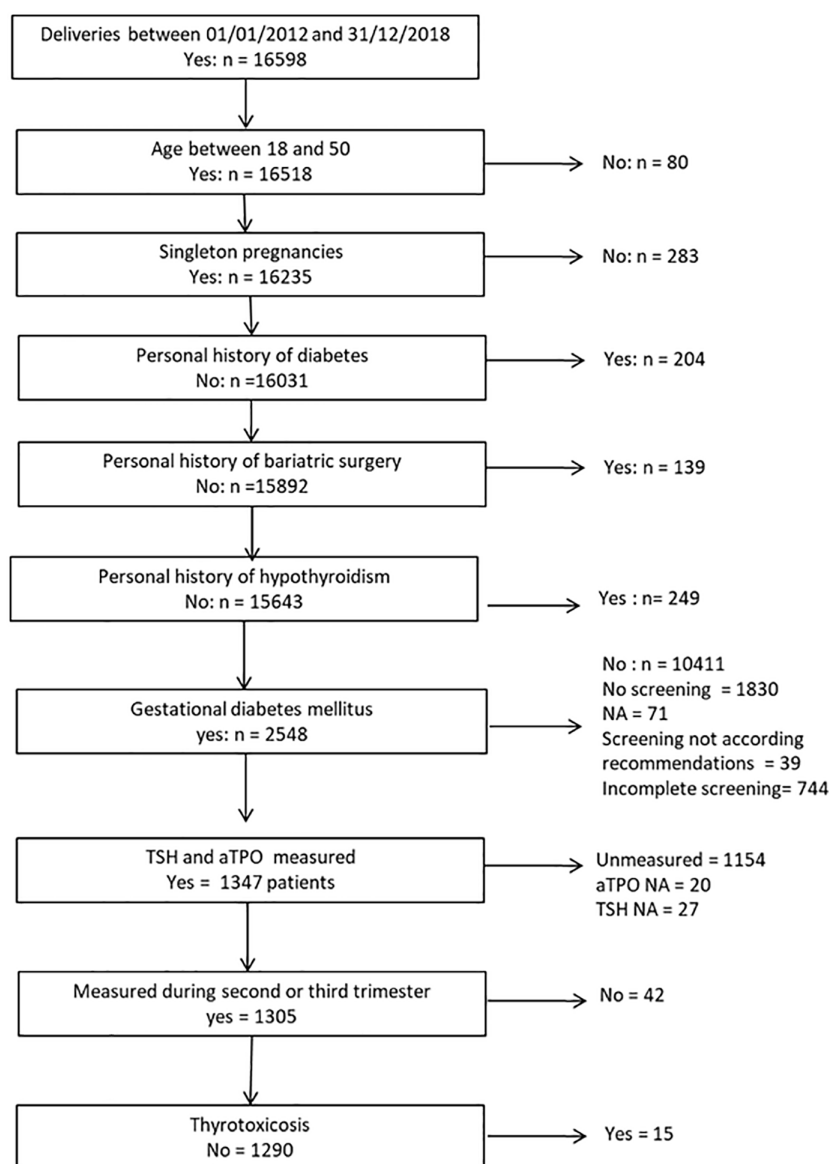 Deliveries between 01/01/2012 and 31/12/2018
Yes: n = 16598
Age between 18 and 50
Yes: n = 16518
No: n = 80
Singleton pregnancies
Yes: n = 16235
No: n = 283
Personal history of diabetes
No: n =16031
Yes: n = 204
Personal history of bariatric surgery
No: n =15892
Yes: n = 139
Personal history of hypothyroidism
No: n = 15643
Yes : n= 249
Gestational diabetes mellitus
yes: n = 2548
No : n = 10411
No screening = 1830
NA = 71
Screening not according
recommendations = 39
Incomplete screening= 744
TSH and aTPO measured
Yes = 1347 patients
Unmeasured = 1154
aTPO NA = 20
TSH NA = 27
Measured during second or third trimester
yes = 1305
No = 42
Thyrotoxicosis
No = 1290
Yes = 15